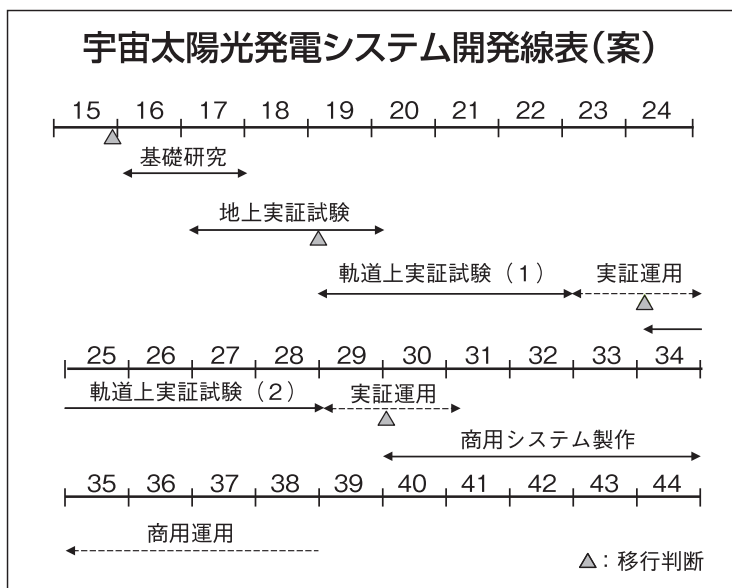 宇宙太陽光発電システム開発線表（案）
15 16 17 18 19 20 21 22 23 24
基礎研究
地上実証試験
軌道上実証試験（1） 実証運用
25 26 27 28 29 30 31 32 33 34
軌道上実証試験（2） 実証運用
商用システム製作
35 36 37 38 39 40 41 42 43 44
商用運用
△：移行判断